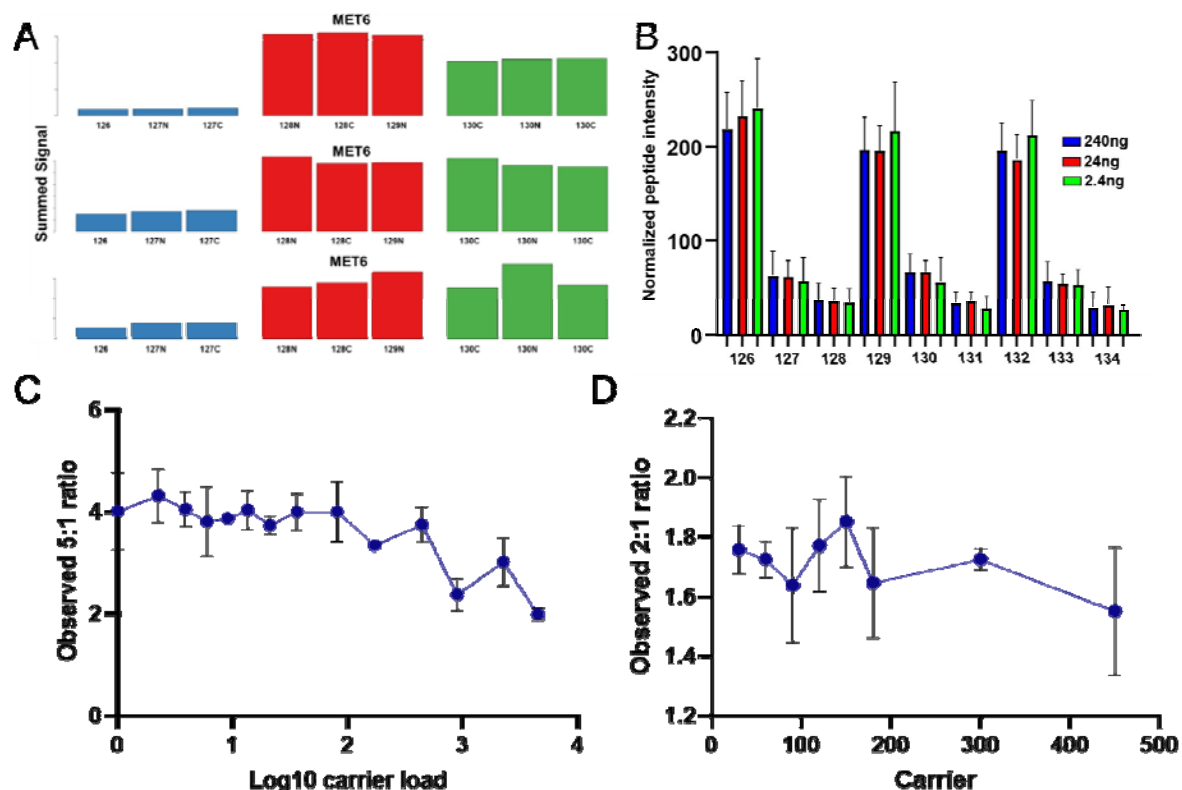 A
MET6
126 127N 127C 128N 128C 129N 130C 130N 130C
MET6
126 127N 127C 128N 128C 129N 130C 130N 130C
MET6
126 127N 127C 128N 128C 129N 130C 130N 130C
Summed Signal
B
300
200
100
0
Normalized peptide intensity
240ng
24ng
2.4ng
126 127 128 129 130 131 132 133 134
C
6
4
2
0
Observed 5:1 ratio
0 1 2 3 4
Log10 carrier load
D
2.2
2.0
1.8
1.6
1.4
1.2
Observed 2:1 ratio
0 100 200 300 400 500
Carrier